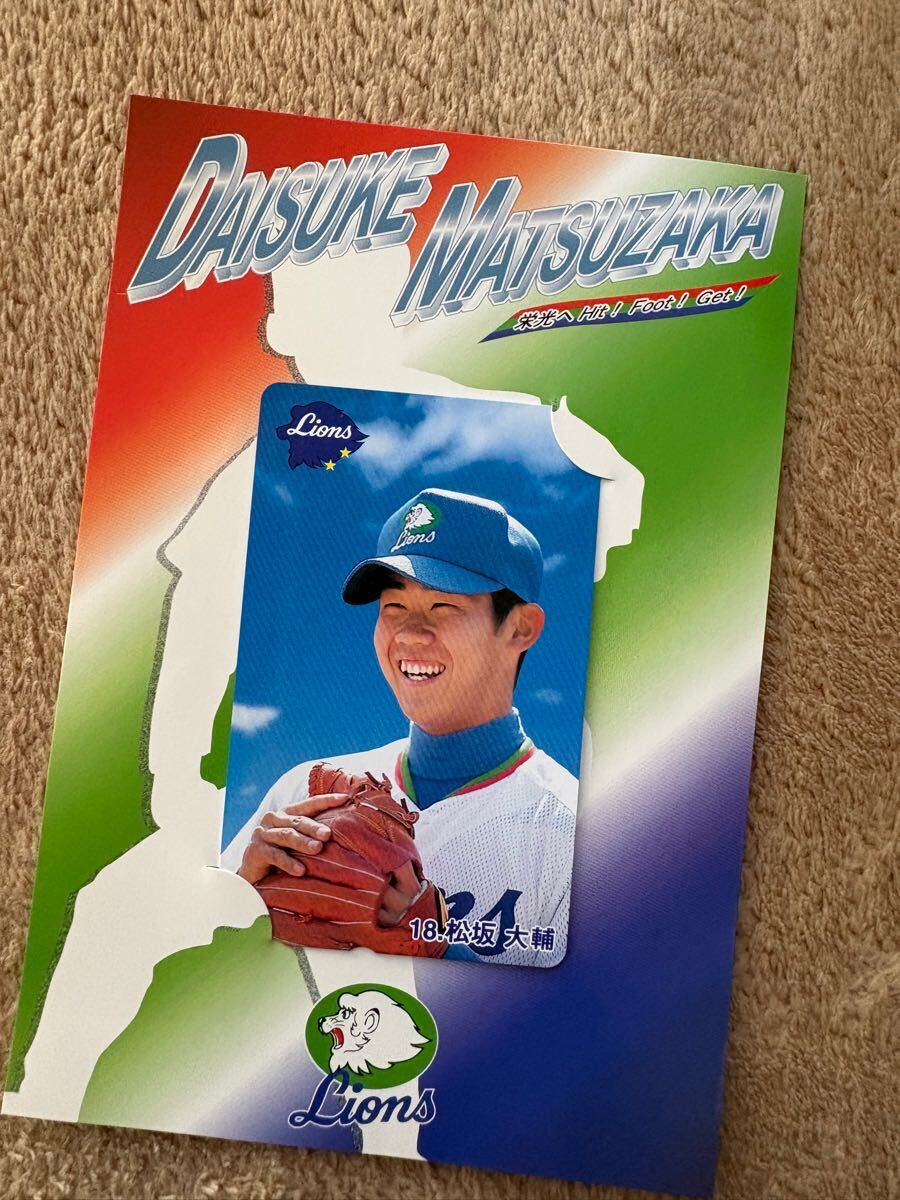 DAISUKE
MATSUZAKA
栄光へ Hit! Foot! Get!
Lions
Lions
18.松坂 大輔
Lions